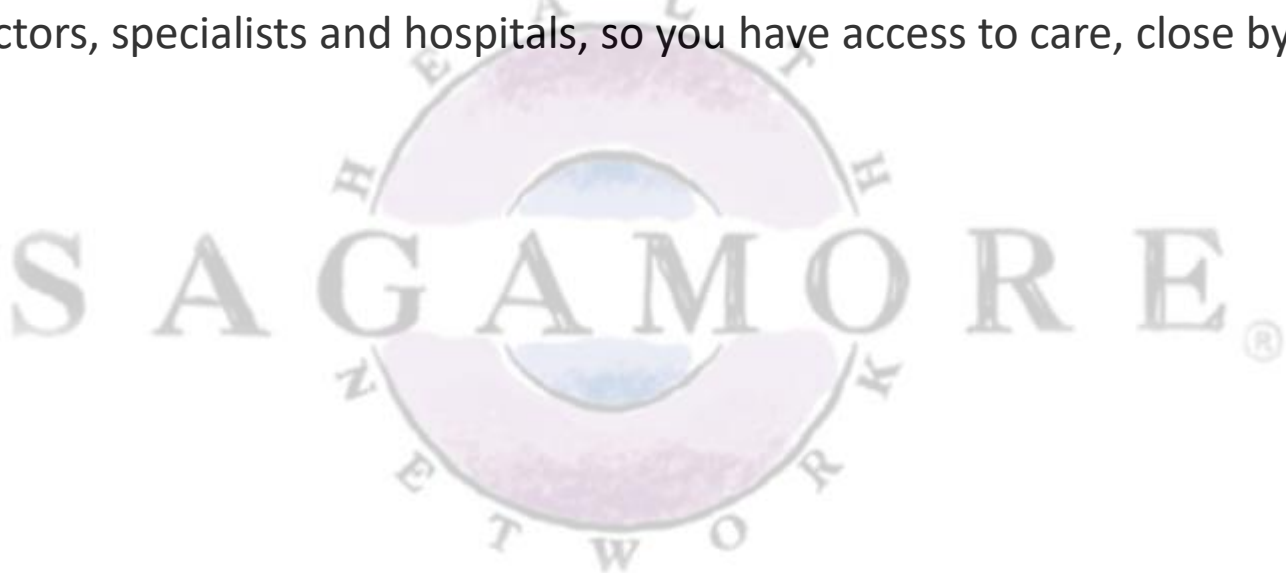 ctors, specialists and hospitals, so you have access to care, close by
HEALTH
SAGAMORE®
NETWORK